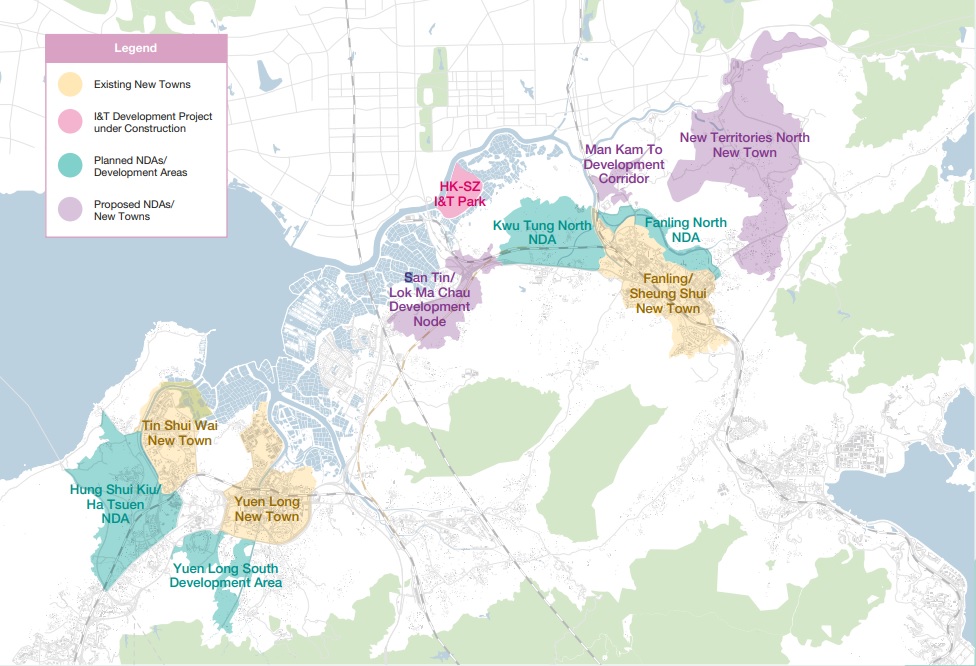 Legend
Existing New Towns
I&T Development Project
under Construction
Planned NDAs/
Development Areas
Proposed NDAs/
New Towns
New Territories North
New Town
Man Kam To
Development
Corridor
HK-SZ
I&T Park
Kwu Tung North
NDA
Fanling North
NDA
San Tin/
Lok Ma Chau
Development
Node
Fanling/
Sheung Shui
New Town
Tin Shui Wai
New Town
Hung Shui Kiu/
Ha Tsuen
NDA
Yuen Long
New Town
Yuen Long South
Development Area